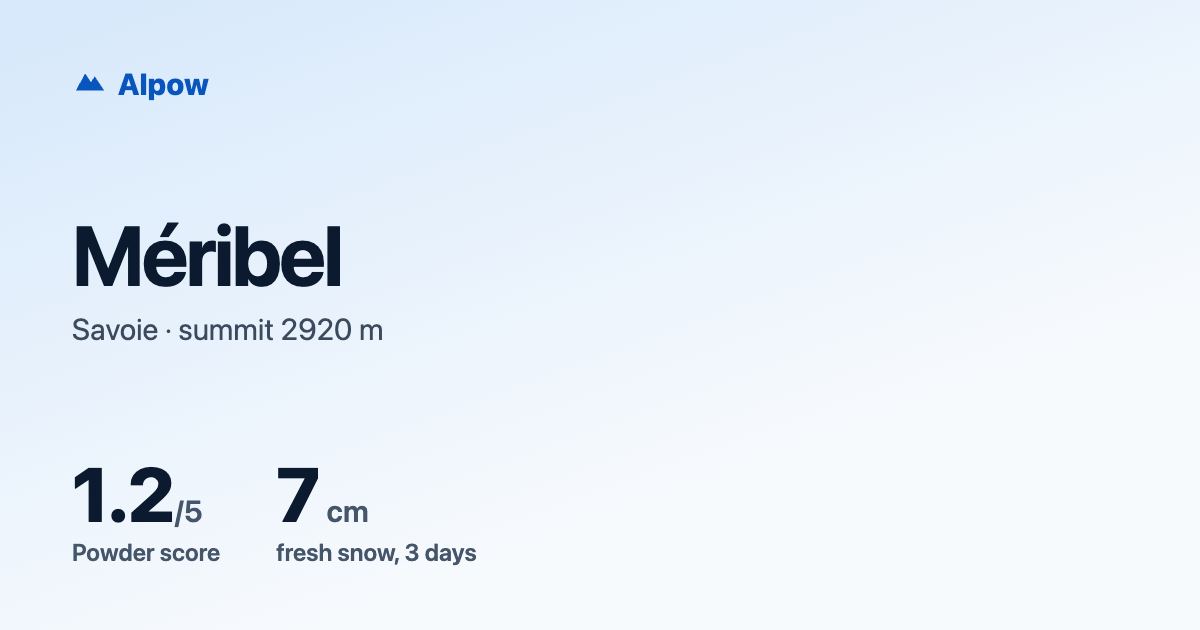 Alpow
Méribel
Savoie · summit 2920 m
1.2/5
Powder score
7 cm
fresh snow, 3 days